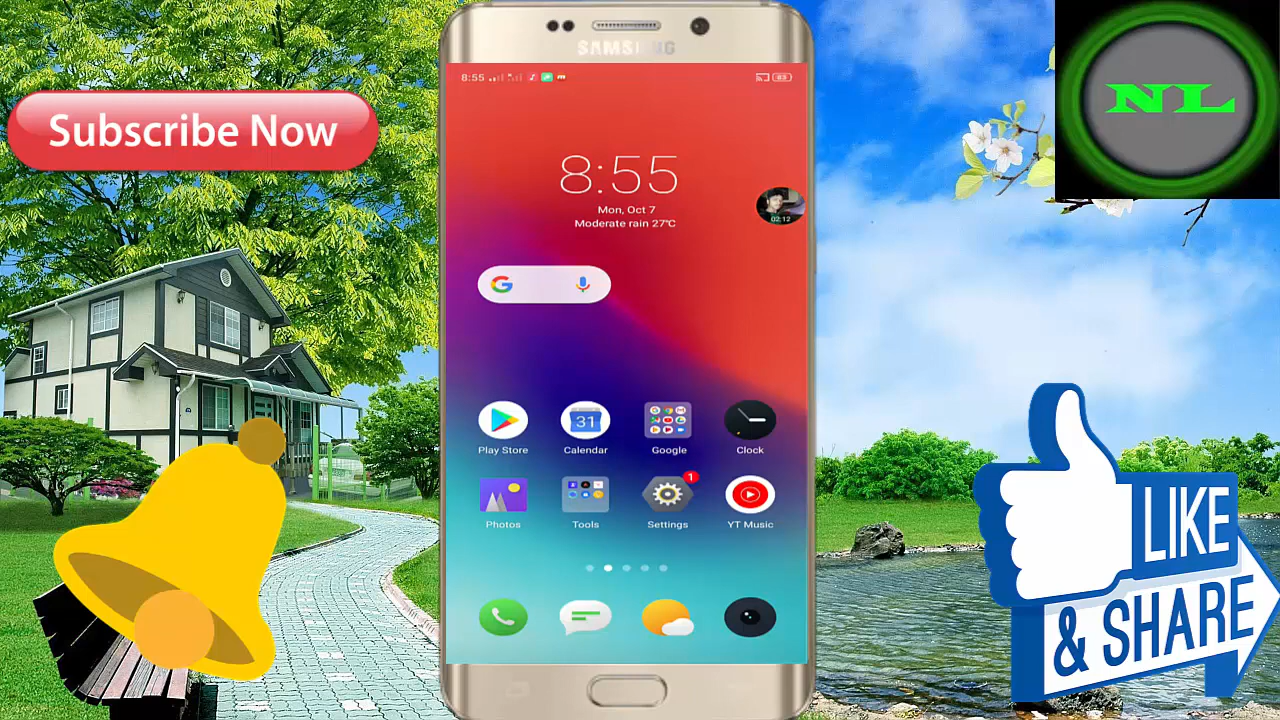 Subscribe Now
NL
SAMSUNG
8:55
83
8:55
Mon, Oct 7
Moderate rain 27°C
02:12
G
31
Play Store
Calendar
Google
Clock
1
Photos
Tools
Settings
YT Music
LIKE
& SHARE